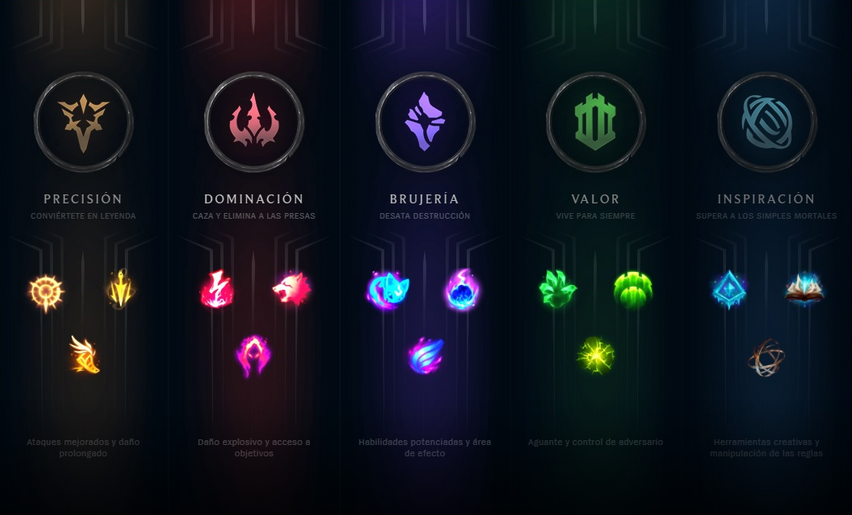 PRECISIÓN
CONVIÉRTETE EN LEYENDA
DOMINACIÓN
CAZA Y ELIMINA A LAS PRESAS
BRUJERÍA
DESATA DESTRUCCIÓN
VALOR
VIVE PARA SIEMPRE
INSPIRACIÓN
SUPERA A LOS SIMPLES MORTALES
Ataques mejorados y daño
prolongado
Daño explosivo y acceso a
objetivos
Habilidades potenciadas y área
de efecto
Aguante y control de adversario
Herramientas creativas y
manipulación de las reglas